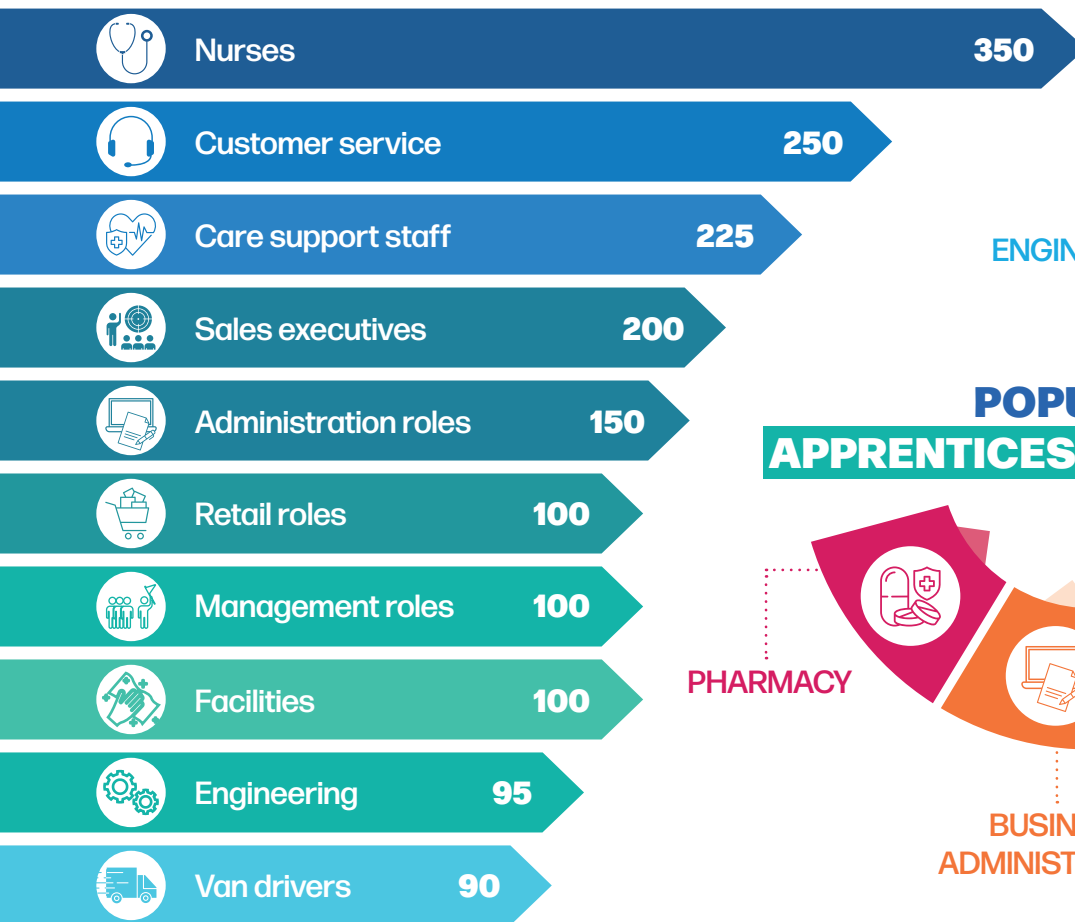 Nurses 350
Customer service 250
Care support staff 225
Sales executives 200
Administration roles 150
Retail roles 100
Management roles 100
Facilities 100
Engineering 95
Van drivers 90
ENGIN
POPU
APPRENTICES
PHARMACY
BUSIN
ADMINIST